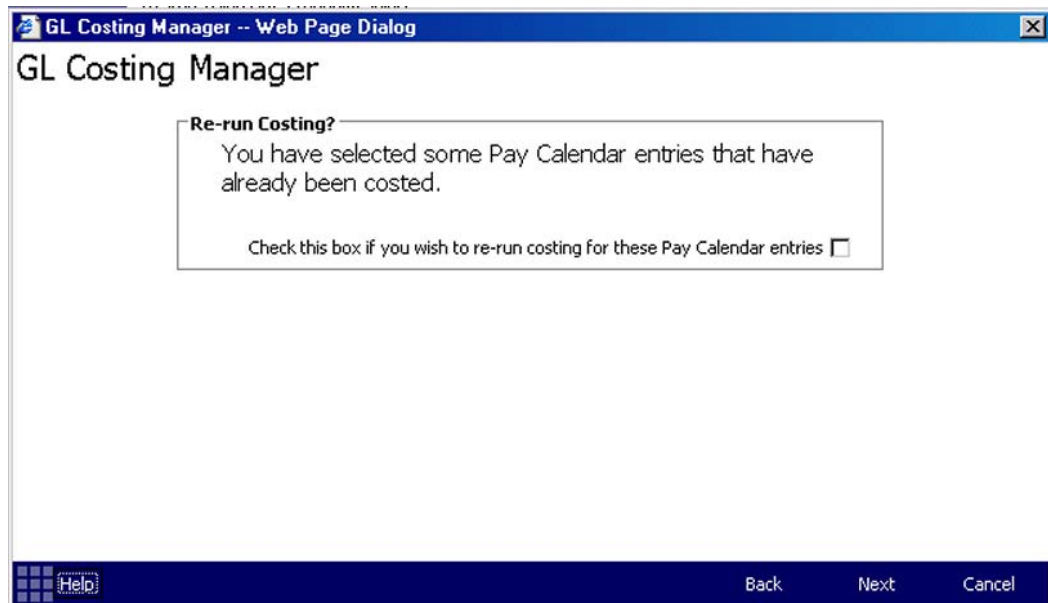 GL Costing Manager -- Web Page Dialog
GL Costing Manager
Re-run Costing?
You have selected some Pay Calendar entries that have
already been costed.
Check this box if you wish to re-run costing for these Pay Calendar entries
Help
Back Next Cancel